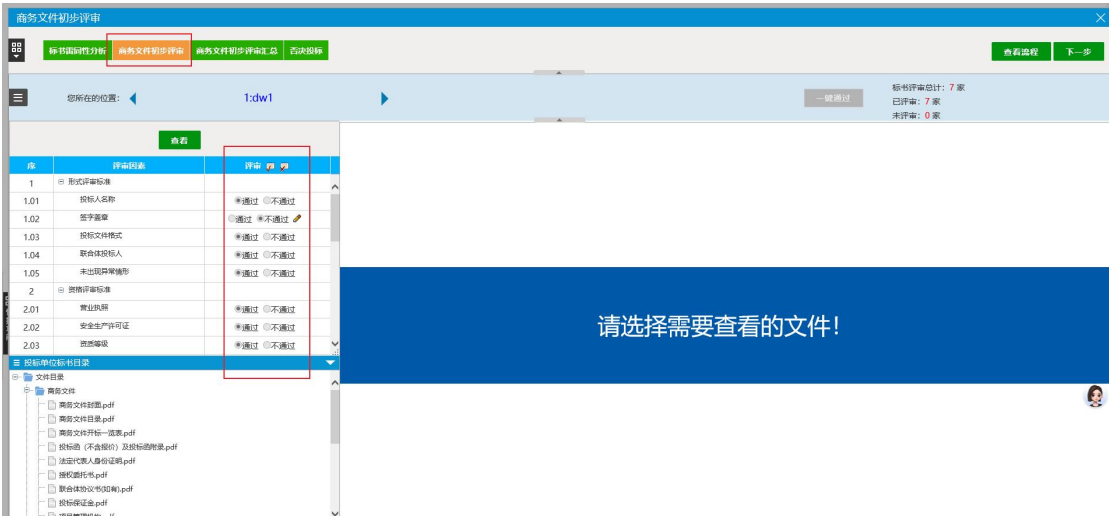 商务文件初步评审
标书雷同性分析 商务文件初步评审 商务文件初步评审汇总 否决投标 查看流程 下一步
您所在的位置： 1:dw1 一键通过
标书评审总计：7 家
已评审：7 家
未评审：0 家
查看
序 评审因素 评审
1 形式评审标准
1.01 投标人名称 通过 不通过
1.02 签字盖章 通过 不通过
1.03 投标文件格式 通过 不通过
1.04 联合体投标人 通过 不通过
1.05 未出现异常情形 通过 不通过
2 资格评审标准
2.01 营业执照 通过 不通过
2.02 安全生产许可证 通过 不通过
2.03 资质等级 通过 不通过
请选择需要查看的文件!
投标单位标书目录
文件目录
商务文件
商务文件封面.pdf
商务文件目录.pdf
商务文件开标一览表.pdf
投标函（不含报价）及投标函附录.pdf
法定代表人身份证明.pdf
授权委托书.pdf
联合体协议书(如有).pdf
投标保证金.pdf